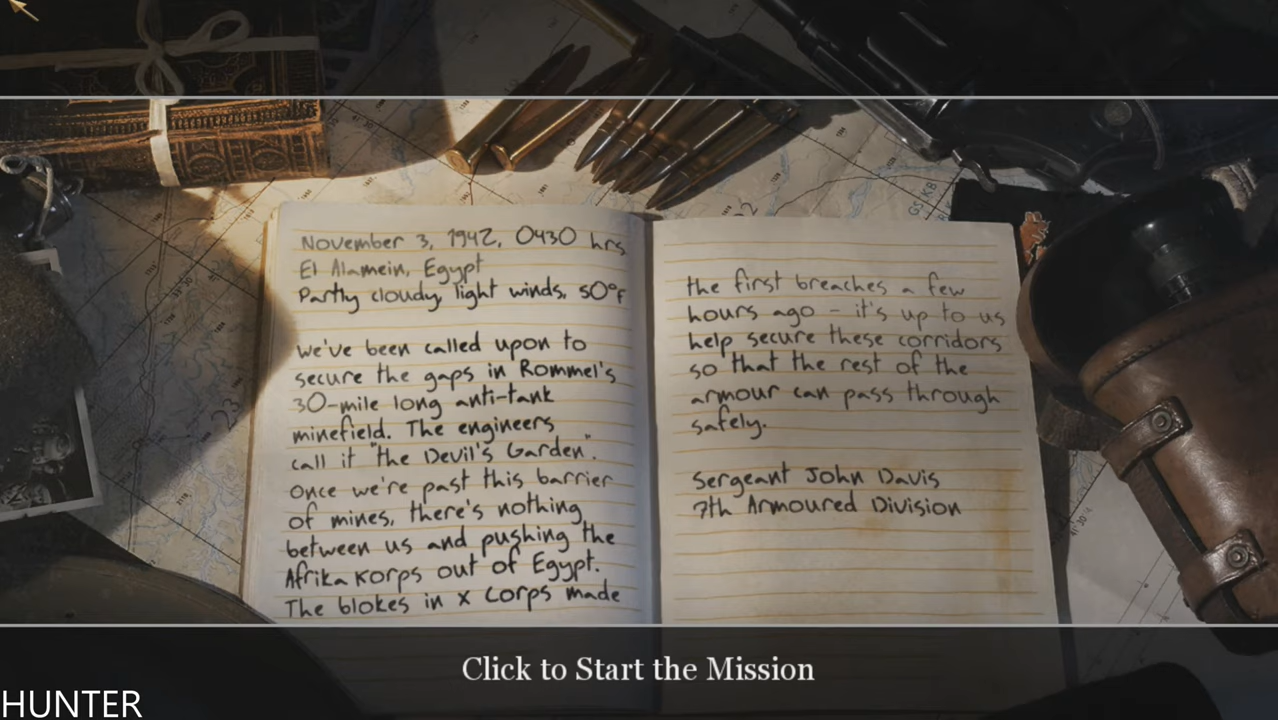 November 3, 1942, 0430 hrs
El Alamein, Egypt
Partly cloudy, light winds, 50°F
We've been called upon to
secure the gaps in Rommel's
30-mile long anti-tank
minefield. The engineers
call it "the Devil's Garden".
Once we're past this barrier
of mines, there's nothing
between us and pushing the
Afrika Korps out of Egypt.
The blokes in X Corps made
the first breaches a few
hours ago - it's up to us
help secure these corridors
so that the rest of the
armour can pass through
safely.
Sergeant John Davis
7th Armoured Division
Click to Start the Mission
HUNTER